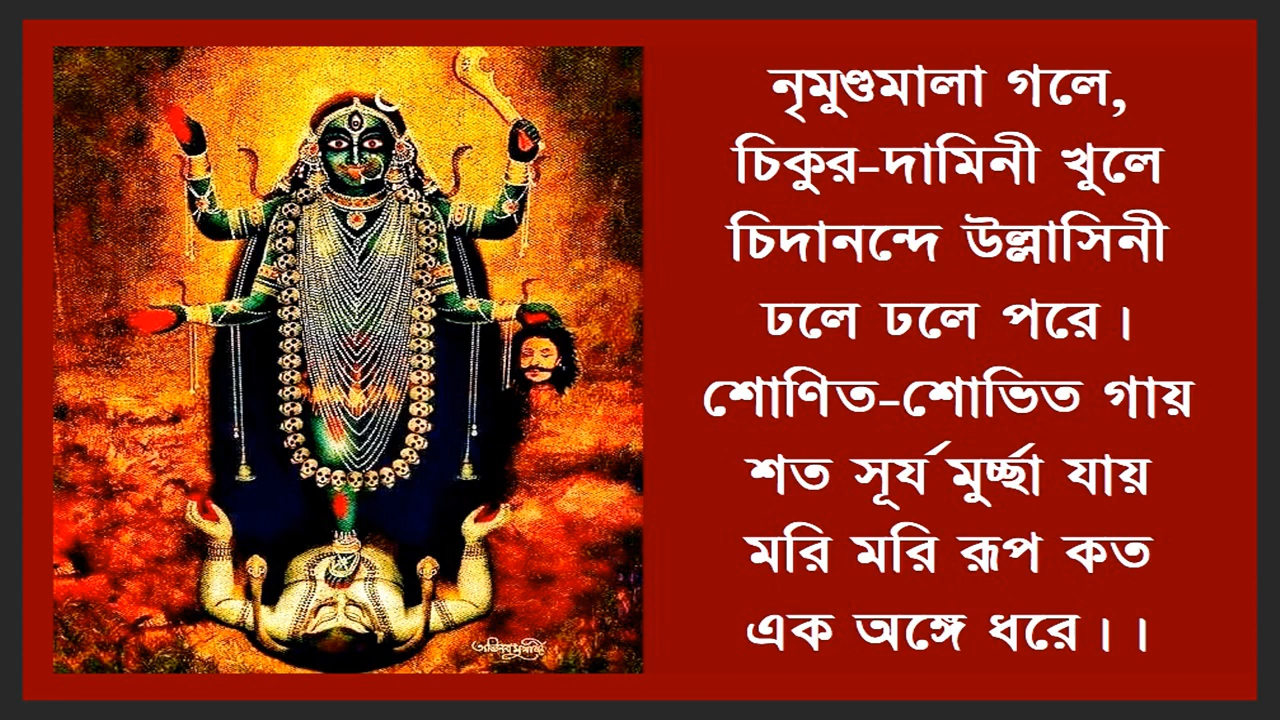 নৃমুণ্ডমালা গলে,
চিকুর-দামিনী খুলে
চিদানন্দে উল্লাসিনী
ঢলে ঢলে পরে।
শোণিত-শোভিত গায়
শত সূর্য মুর্চ্ছা যায়
মরি মরি রূপ কত
এক অঙ্গে ধরে।।